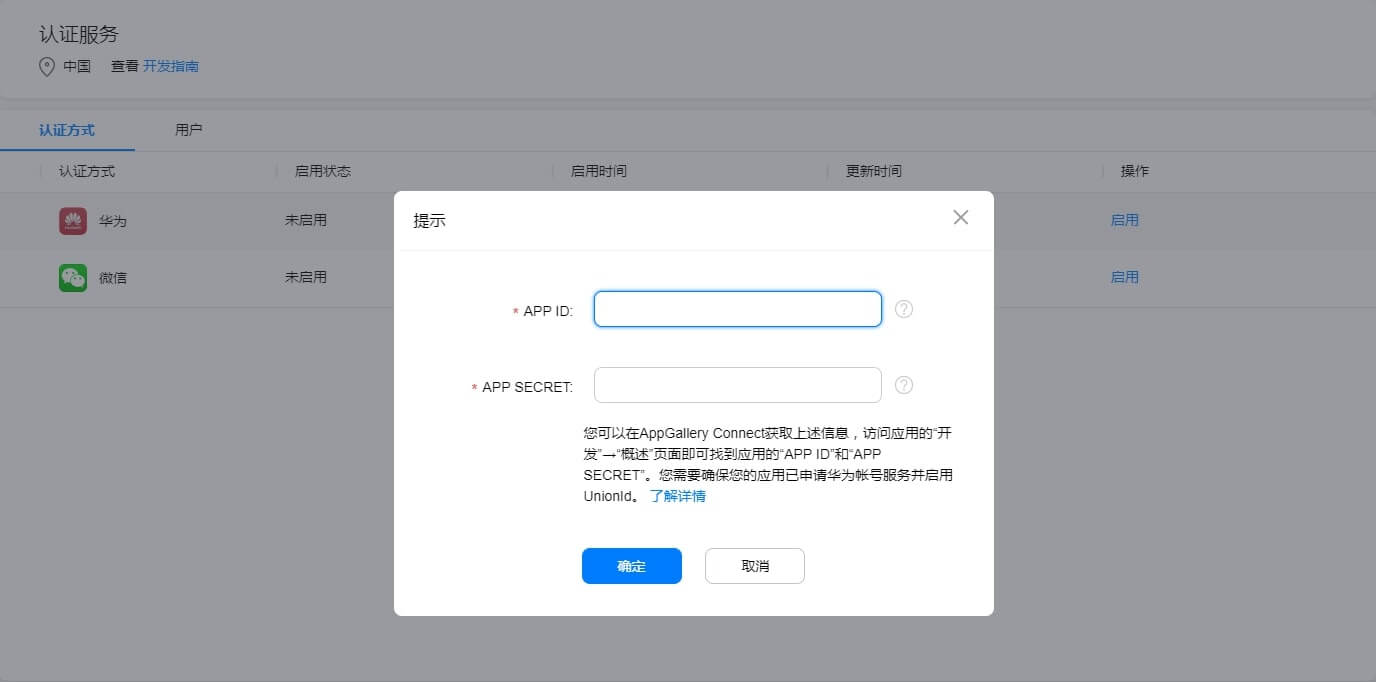 认证服务
中国 查看 开发指南
认证方式 用户
认证方式 启用状态 启用时间 更新时间 操作
华为 未启用 启用
微信 未启用 启用
提示
* APP ID:
* APP SECRET:
您可以在AppGallery Connect获取上述信息，访问应用的“开
发”→“概述”页面即可找到应用的“APP ID”和“APP
SECRET”。您需要确保您的应用已申请华为帐号服务并启用
UnionId。 了解详情
确定 取消